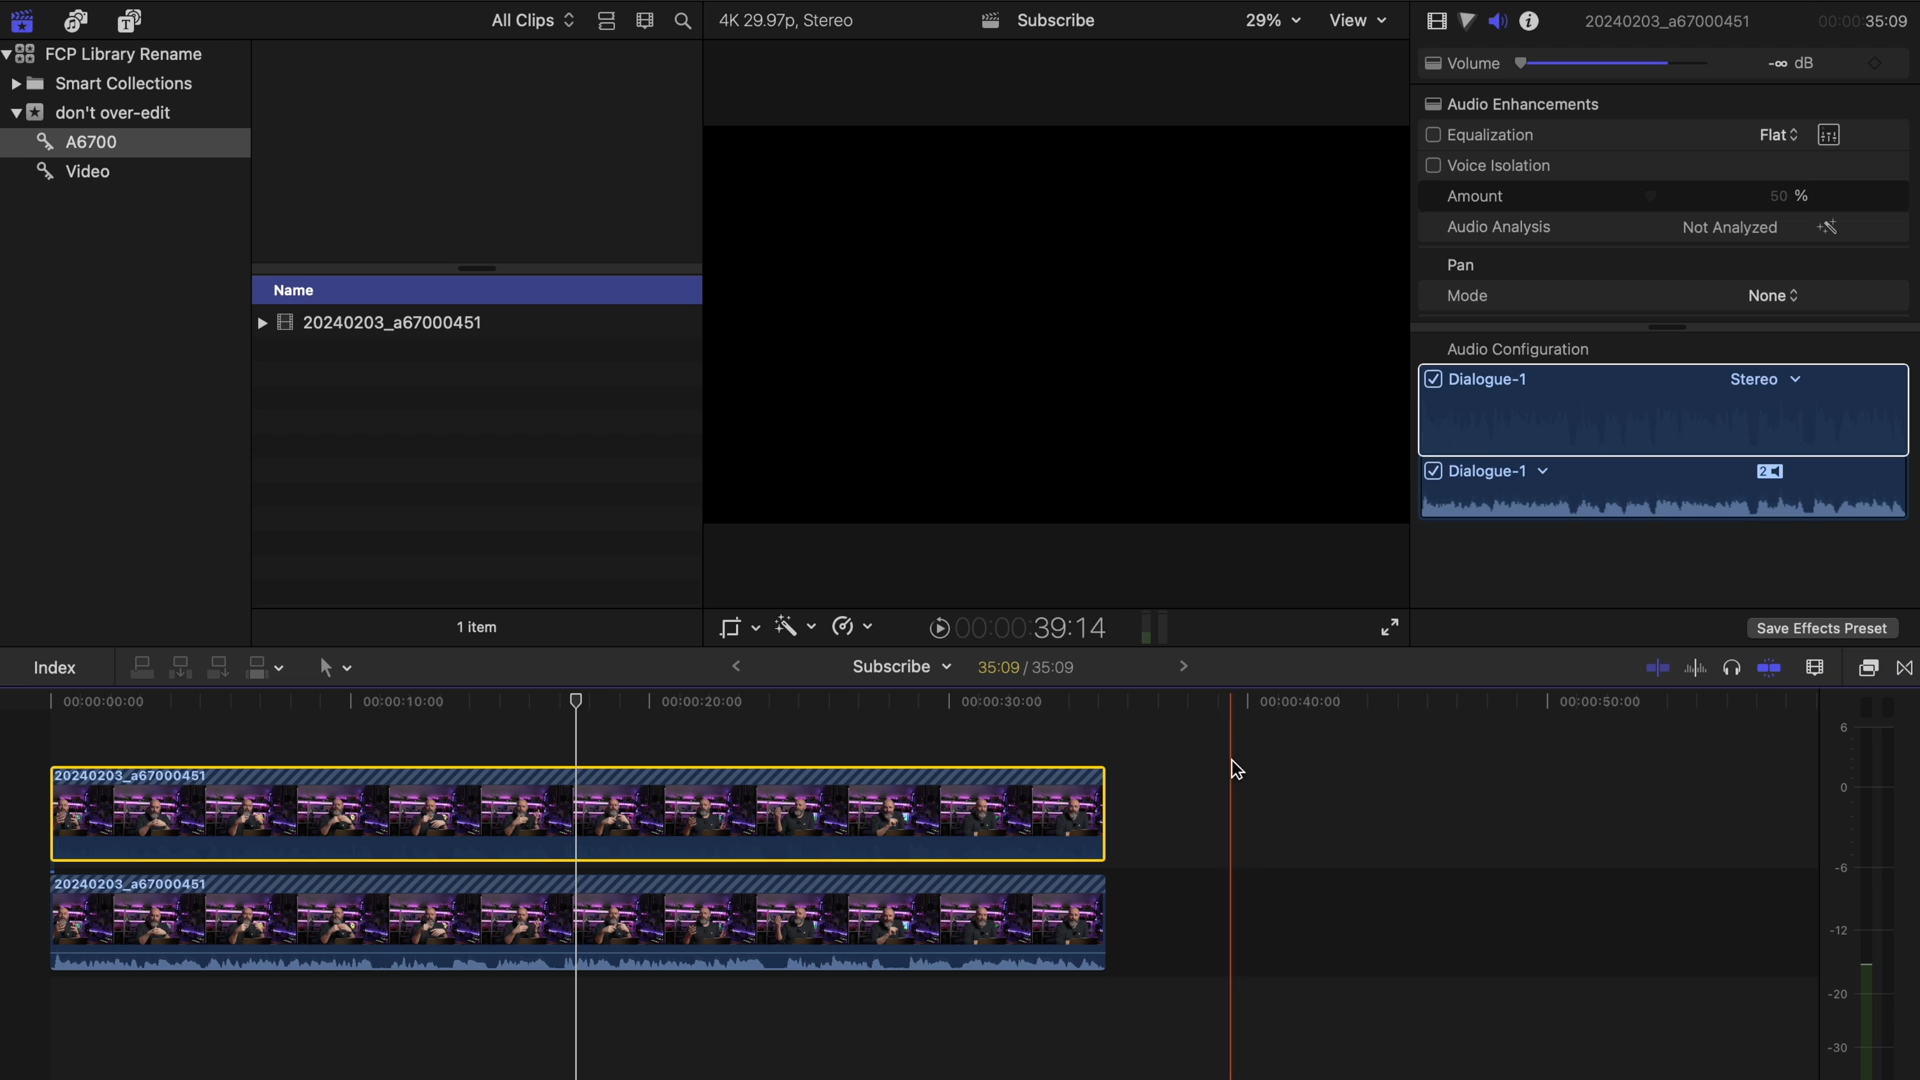 All Clips
4K 29.97p, Stereo
Subscribe
29%
View
20240203_a67000451
00:00:35:09
FCP Library Rename
Smart Collections
don't over-edit
A6700
Video
Name
20240203_a67000451
1 item
Volume
-∞ dB
Audio Enhancements
Equalization
Flat
Voice Isolation
Amount
50 %
Audio Analysis
Not Analyzed
Pan
Mode
None
Audio Configuration
Dialogue-1
Stereo
Dialogue-1
2
Save Effects Preset
00:00:39:14
Index
Subscribe
35:09 / 35:09
00:00:00:00
00:00:10:00
00:00:20:00
00:00:30:00
00:00:40:00
00:00:50:00
20240203_a67000451
20240203_a67000451
6
0
-6
-12
-20
-30